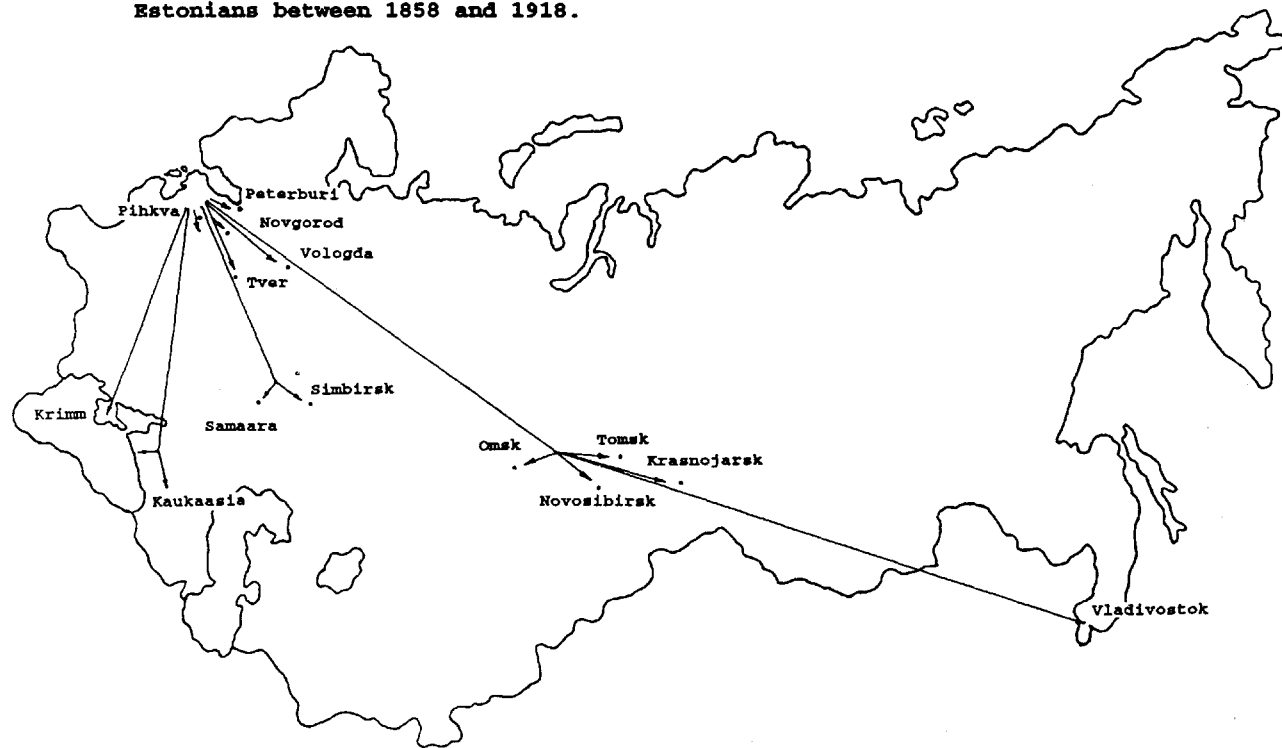 Estonians between 1858 and 1918.
Peterburi
Pihkva
Novgorod
Vologda
Tver
Simbirsk
Krimm
Samaara
Omsk
Tomsk
Krasnojarsk
Kaukaasia
Novosibirsk
Vladivostok